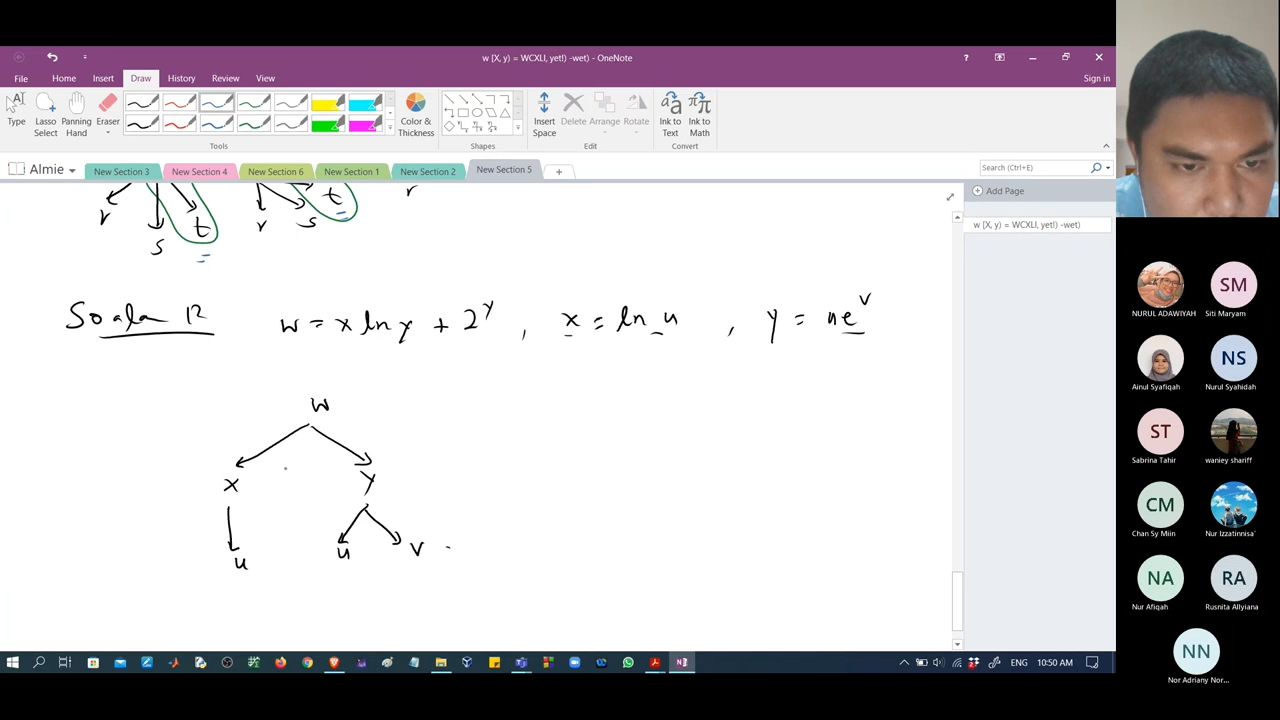 w [X, y) = WCXLI, yet!) -wet) - OneNote
File Home Insert Draw History Review View
Sign in
Type Lasso Select Panning Hand Eraser Color & Thickness Insert Space Delete Arrange Rotate Ink to Text Ink to Math
Tools Shapes Edit Convert
Almie New Section 3 New Section 4 New Section 6 New Section 1 New Section 2 New Section 5
Search (Ctrl+E)
Add Page
w [X, y) = WCXLI, yet!) -wet)
r s t r s t r
Soalan 12 w = x ln y + 2^y , x = ln u , y = ue^v
w
x y
u u v
NURUL ADAWIYAH
SM Siti Maryam
Ainul Syafiqah
NS Nurul Syahidah
ST Sabrina Tahir
waniey shariff
CM Chan Sy Miin
Nur Izzatinnisa'
NA Nur Afiqah
RA Rusnita Allyiana
NN Nor Adriany Nor...
ENG 10:50 AM